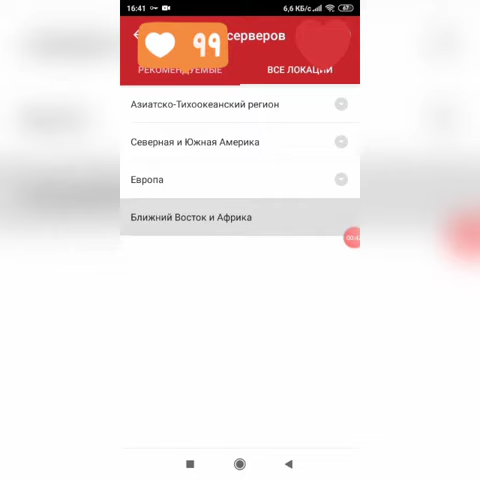 16:41 6,6 КБ/с 67
99
серверов
РЕКОМЕНДУЕМЫЕ ВСЕ ЛОКАЦИИ
Азиатско-Тихоокеанский регион
Северная и Южная Америка
Европа
Ближний Восток и Африка